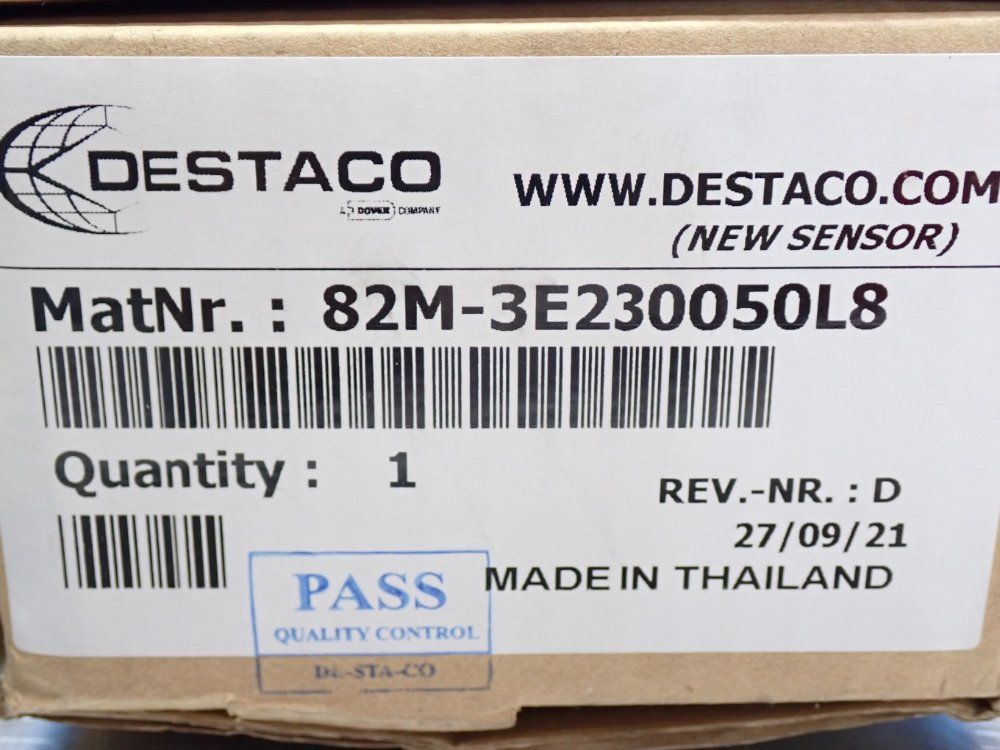 DESTACO
A DOVER COMPANY
WWW.DESTACO.COM
(NEW SENSOR)
MatNr. : 82M-3E230050L8
Quantity : 1
REV.-NR. : D
27/09/21
MADE IN THAILAND
PASS
QUALITY CONTROL
DE-STA-CO